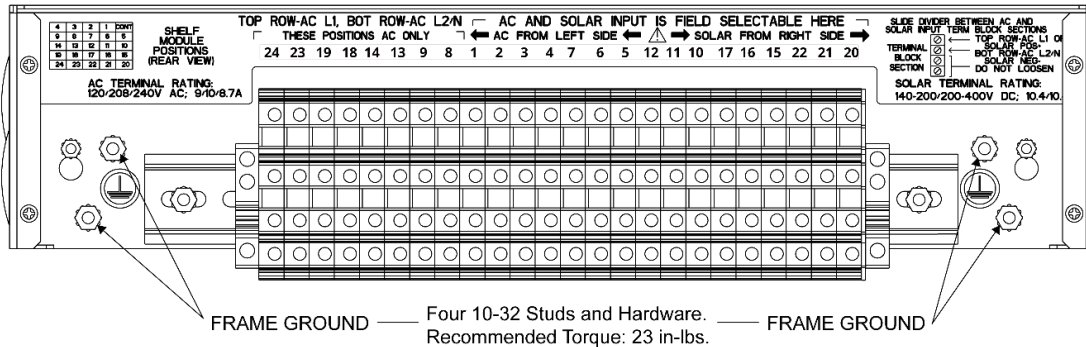 TOP ROW-AC L1, BOT ROW-AC L2/N
THESE POSITIONS AC ONLY
AC AND SOLAR INPUT IS FIELD SELECTABLE HERE
← AC FROM LEFT SIDE ← ⚠ → SOLAR FROM RIGHT SIDE →
24 23 19 18 14 13 9 8 1 2 3 4 7 6 5 12 11 10 17 16 15 22 21 20
4 3 2 1 CONT
9 8 7 6 5
14 13 12 11 10
19 18 17 16 15
24 23 22 21 20
SHELF
MODULE
POSITIONS
(REAR VIEW)
AC TERMINAL RATING:
120/208/240V AC; 9/10/8.7A
SLIDE DIVIDER BETWEEN AC AND
SOLAR INPUT TERM BLOCK SECTIONS
TERMINAL
BLOCK
SECTION
TOP ROW-AC L1 OR
SOLAR POS-
BOT ROW-AC L2/N
SOLAR NEG-
DO NOT LOOSEN
SOLAR TERMINAL RATING:
140-200/200-400V DC; 10.4/10.
FRAME GROUND
Four 10-32 Studs and Hardware.
Recommended Torque: 23 in-lbs.
FRAME GROUND